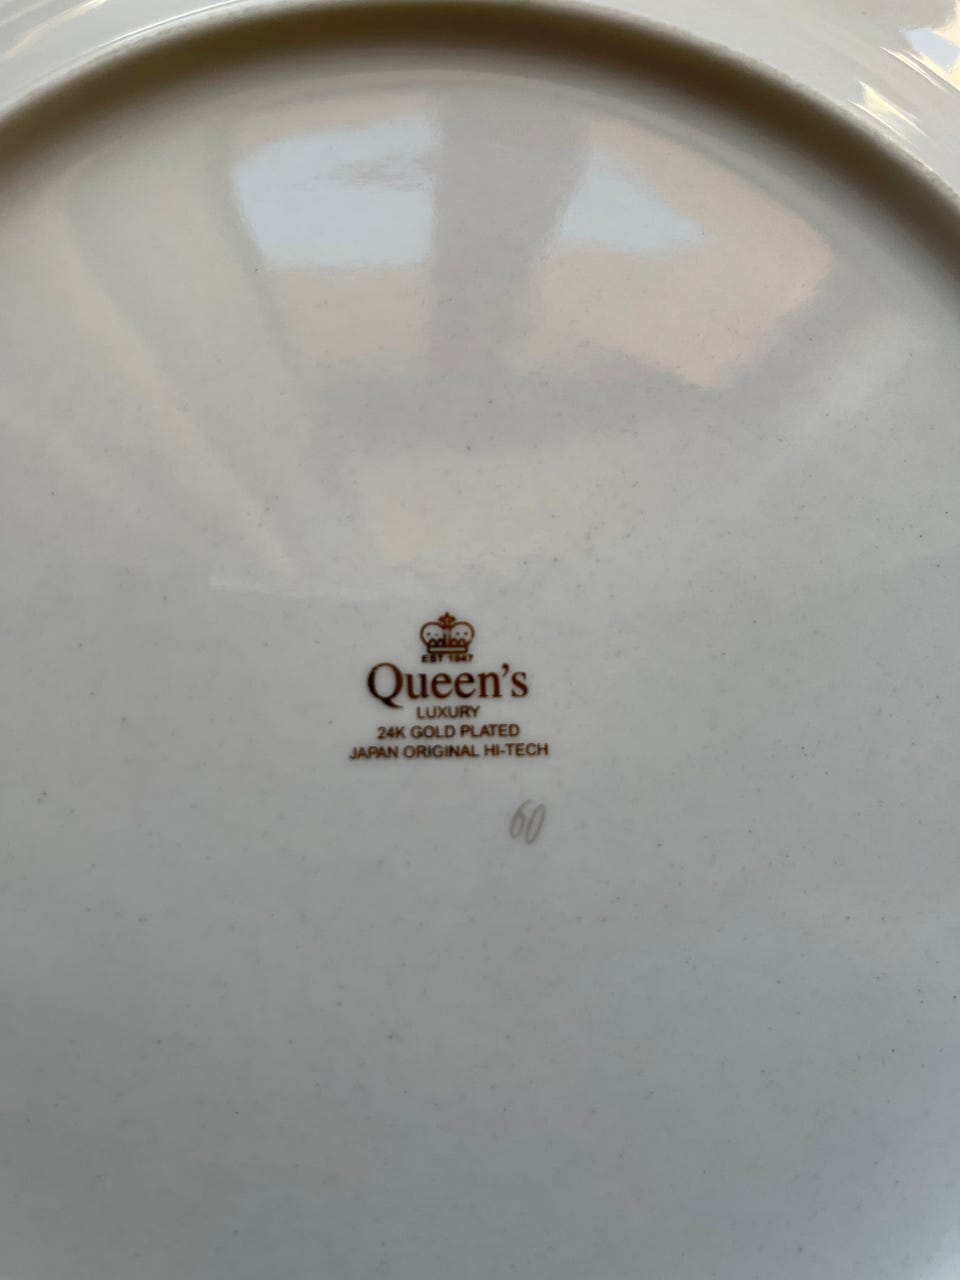 EST 1947
Queen's
LUXURY
24K GOLD PLATED
JAPAN ORIGINAL HI-TECH
60